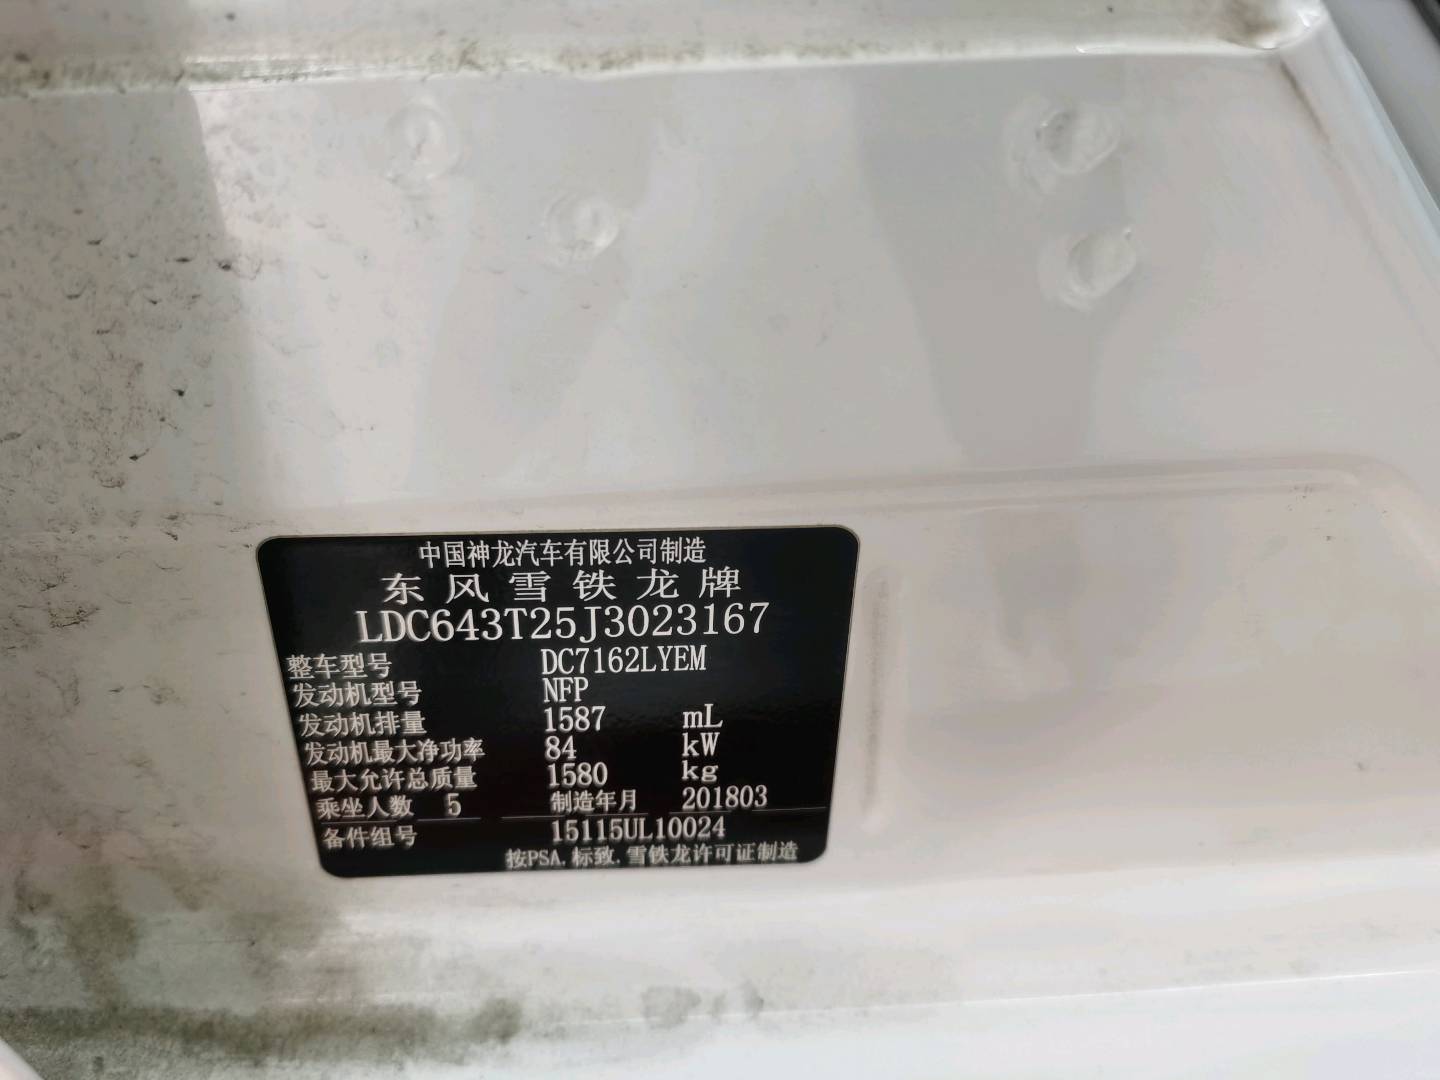 中国神龙汽车有限公司制造
东风雪铁龙牌
LDC643T25J3023167
整车型号 DC7162LYEM
发动机型号 NFP
发动机排量 1587 mL
发动机最大净功率 84 kW
最大允许总质量 1580 kg
乘坐人数 5 制造年月 201803
备件组号 15115UL10024
按PSA.标致.雪铁龙许可证制造